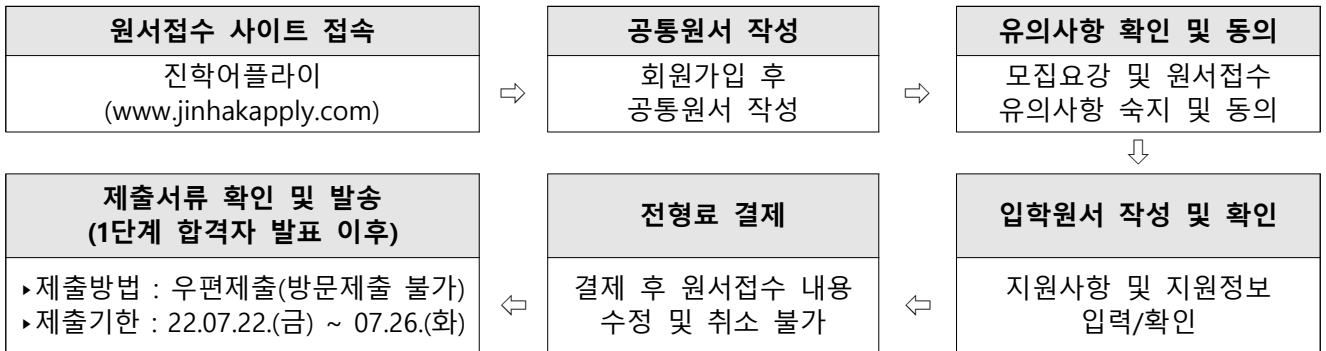 원서접수 사이트 접속
진학어플라이
(www.jinhakapply.com)
⇨
공통원서 작성
회원가입 후
공통원서 작성
⇨
유의사항 확인 및 동의
모집요강 및 원서접수
유의사항 숙지 및 동의
⇩
입학원서 작성 및 확인
지원사항 및 지원정보
입력/확인
⇦
전형료 결제
결제 후 원서접수 내용
수정 및 취소 불가
⇦
제출서류 확인 및 발송
(1단계 합격자 발표 이후)
▸제출방법 : 우편제출(방문제출 불가)
▸제출기한 : 22.07.22.(금) ~ 07.26.(화)